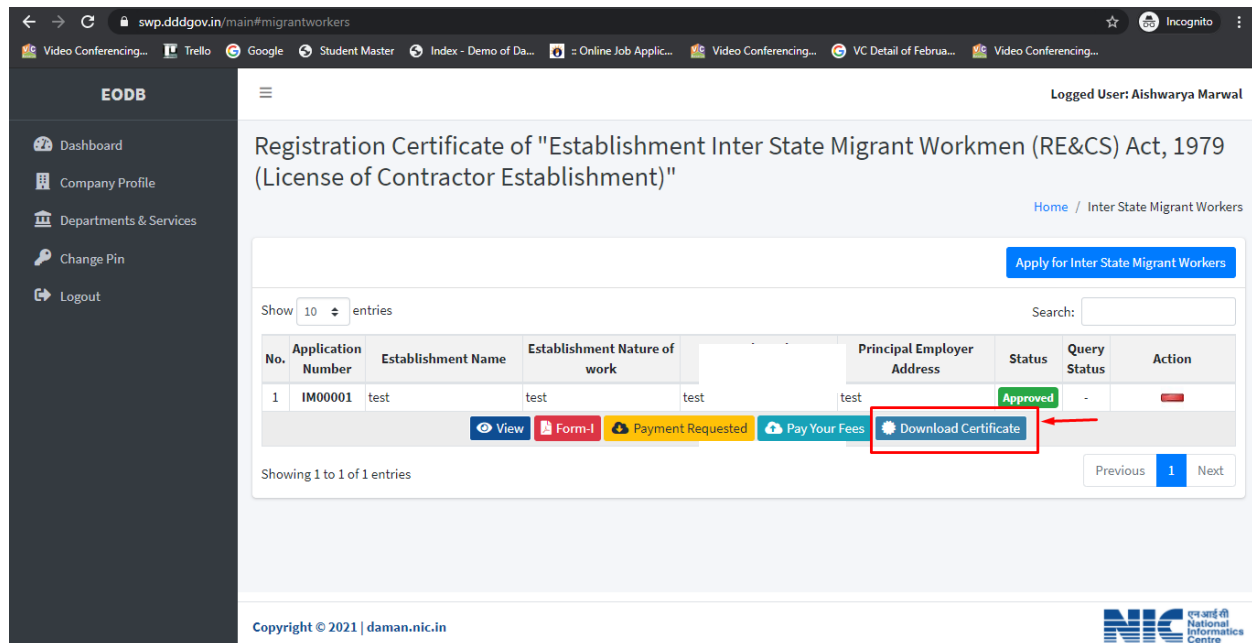 swp.dddgov.in/main#migrantworkers
Incognito
Video Conferencing... Trello Google Student Master Index - Demo of Da... :: Online Job Applic... Video Conferencing... VC Detail of Februa... Video Conferencing...
EODB
Logged User: Aishwarya Marwal
Dashboard
Company Profile
Departments & Services
Change Pin
Logout
Registration Certificate of "Establishment Inter State Migrant Workmen (RE&CS) Act, 1979
(License of Contractor Establishment)"
Home / Inter State Migrant Workers
Apply for Inter State Migrant Workers
Show 10 entries
Search:
No. Application Number Establishment Name Establishment Nature of work Principal Employer Address Status Query Status Action
1 IM00001 test test test test Approved -
View Form-I Payment Requested Pay Your Fees Download Certificate
Showing 1 to 1 of 1 entries
Previous 1 Next
Copyright © 2021 | daman.nic.in
NIC एन आई सी
National
Informatics
Centre